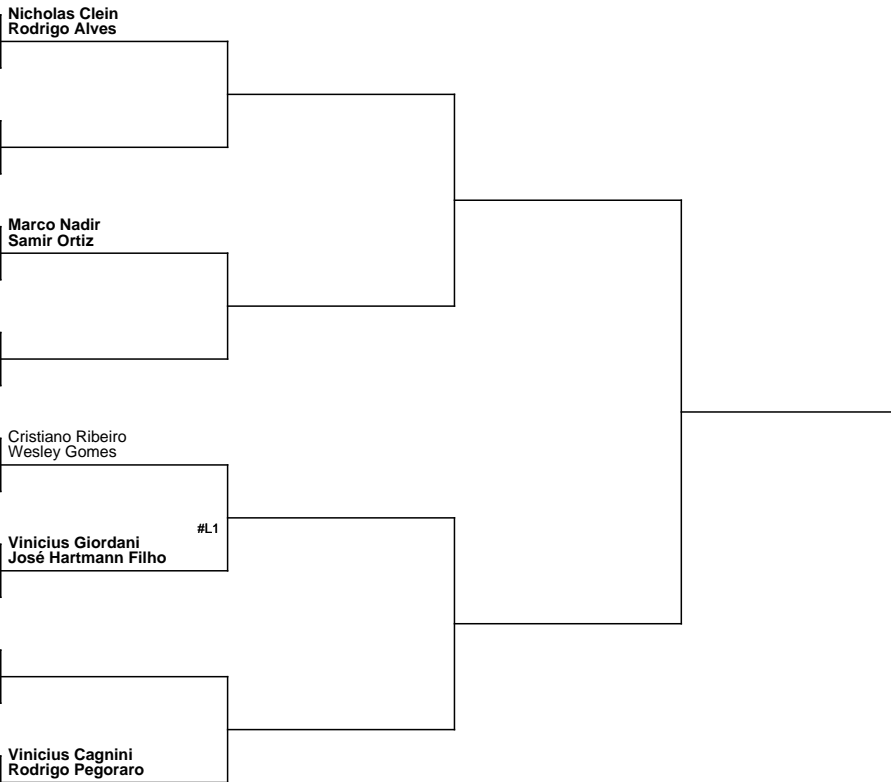 Nicholas Clein
Rodrigo Alves
Marco Nadir
Samir Ortiz
Cristiano Ribeiro
Wesley Gomes
#L1
Vinicius Giordani
José Hartmann Filho
Vinicius Cagnini
Rodrigo Pegoraro